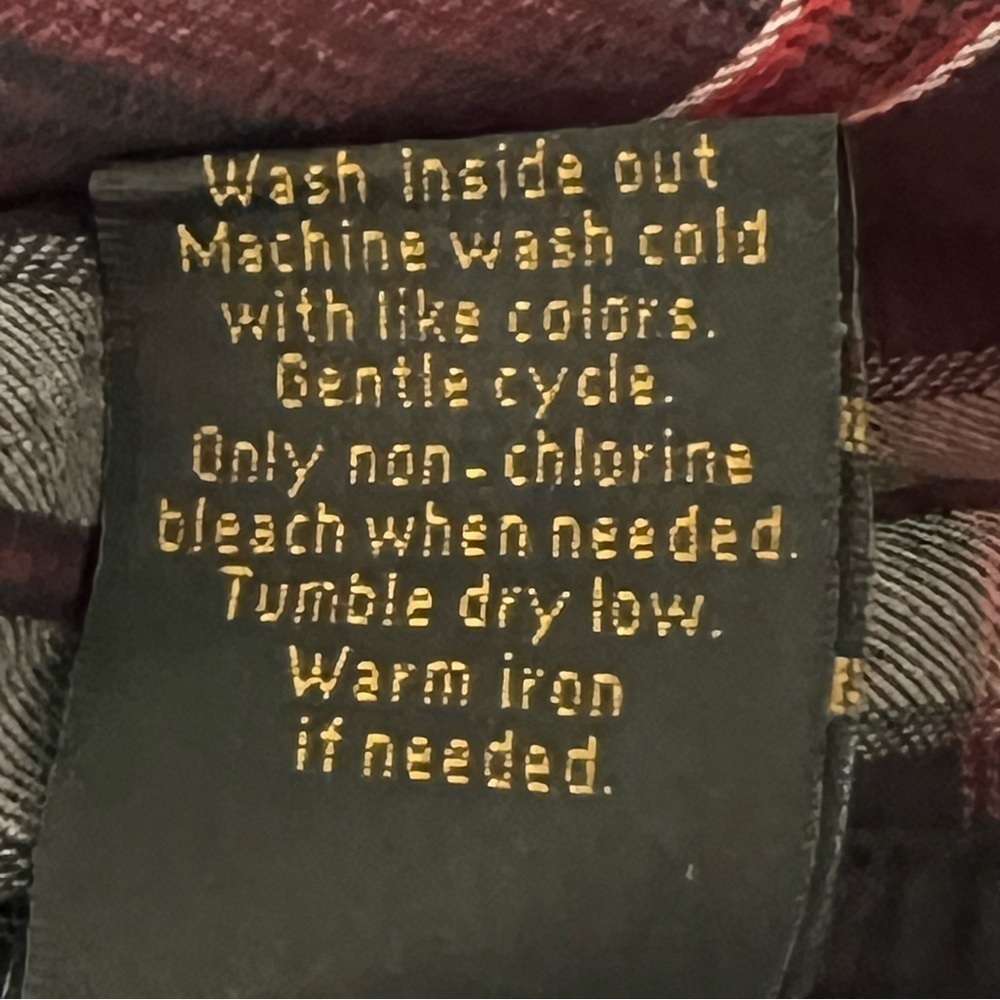 Wash inside out
Machine wash cold
with like colors.
Gentle cycle.
Only non-chlorine
bleach when needed.
Tumble dry low.
Warm iron
if needed.